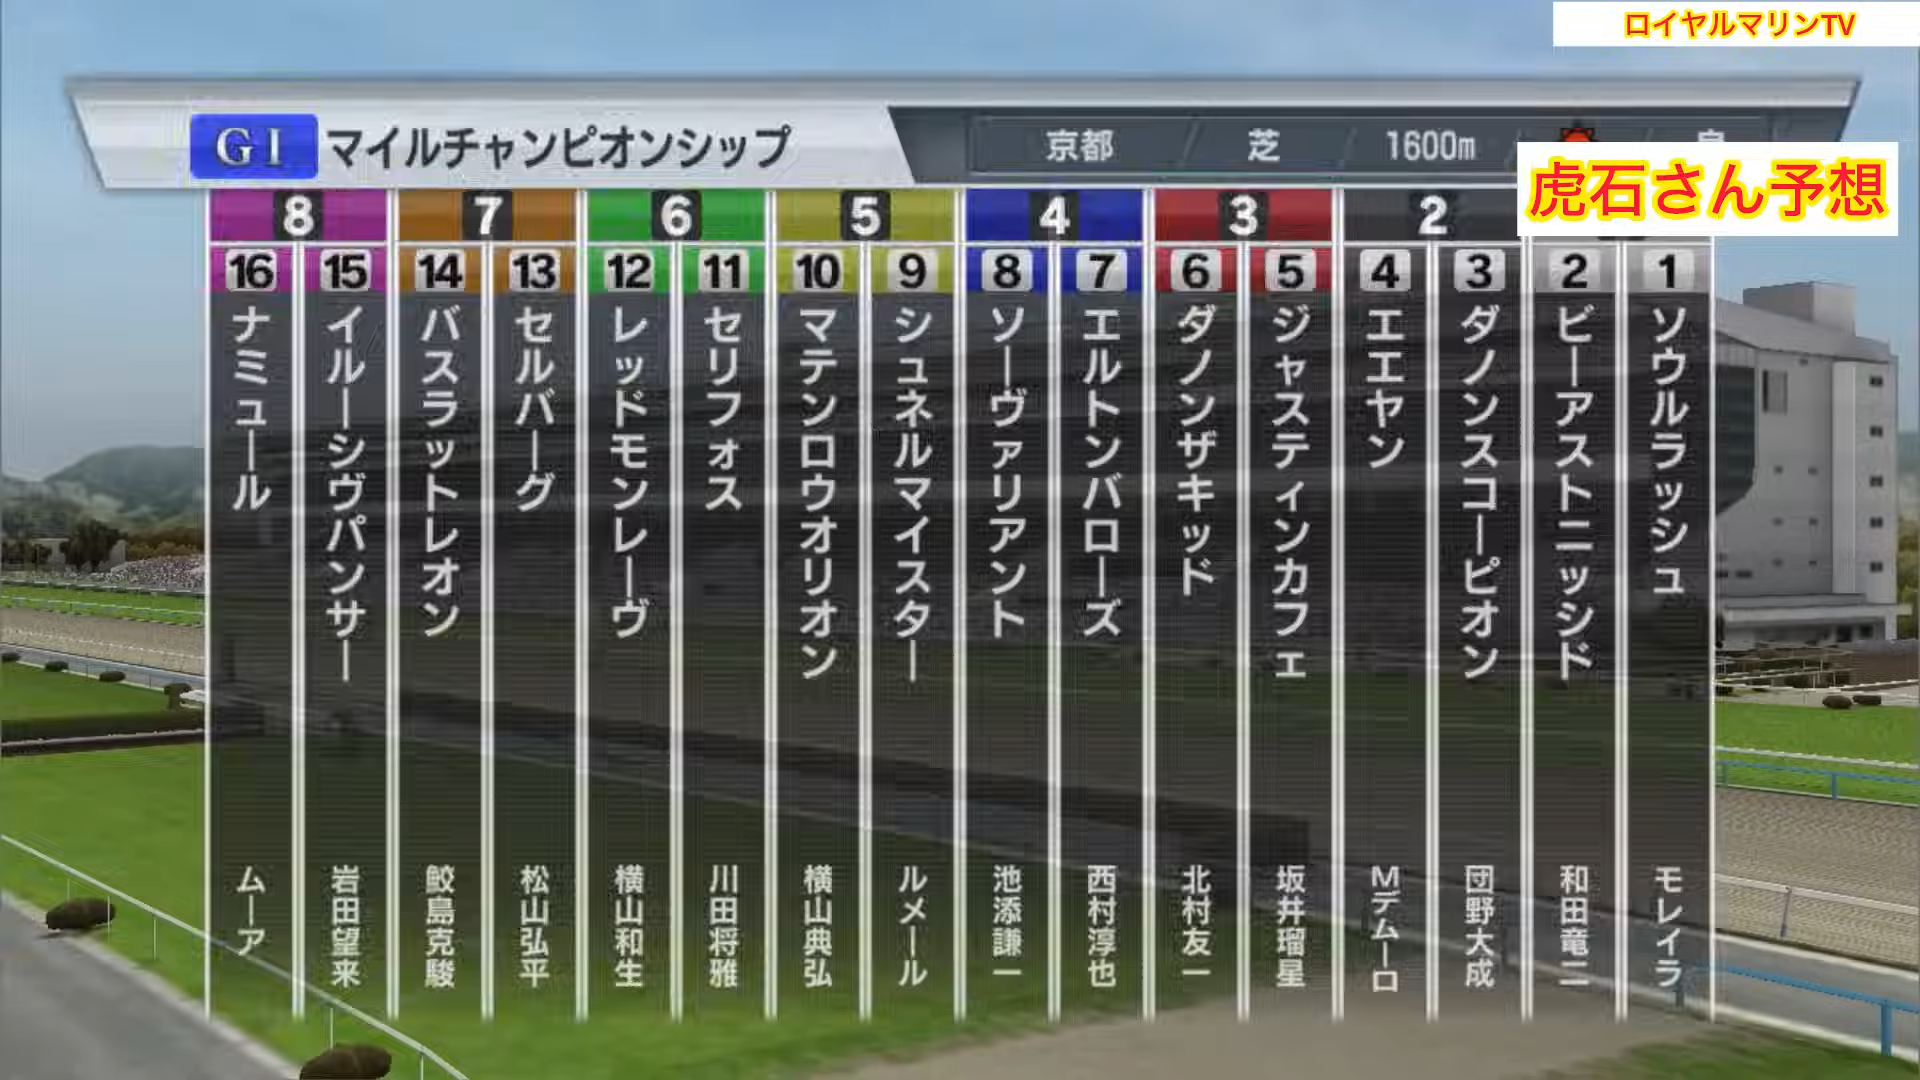 ロイヤルマリンTV
GI マイルチャンピオンシップ 京都 芝 1600m
虎石さん予想
8 7 6 5 4 3 2
16 15 14 13 12 11 10 9 8 7 6 5 4 3 2 1
ソウルラッシュ モレイラ
ビーアストニッシド 和田竜二
ダノンスコーピオン 団野大成
エエヤン Mデムーロ
ジャスティンカフェ 坂井瑠星
ダノンザキッド 北村友一
エルトンバローズ 西村淳也
ソーヴァリアント 池添謙一
シュネルマイスター ルメール
マテンロウオリオン 横山典弘
セリフォス 川田将雅
レッドモンレーヴ 横山和生
セルバーグ 松山弘平
バスラットレオン 鮫島克駿
イルーシヴパンサー 岩田望来
ナミュール ムーア